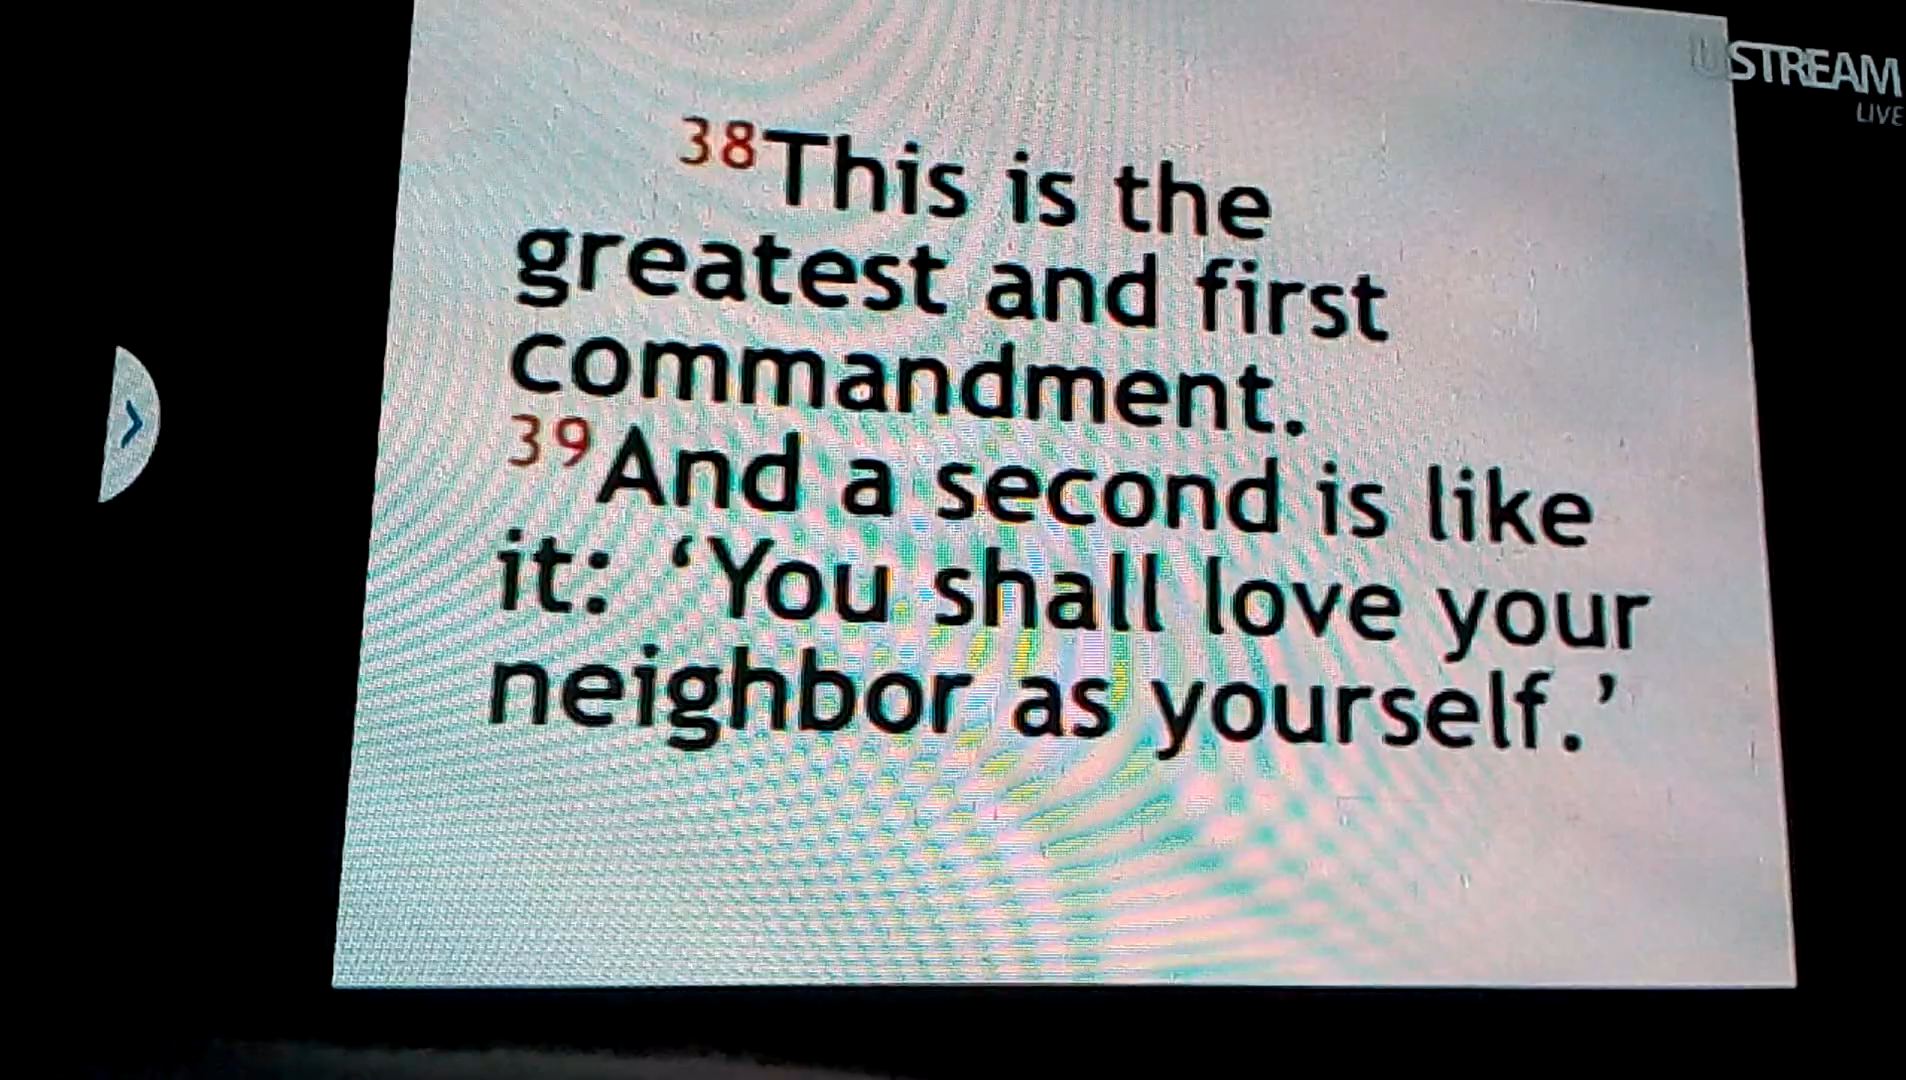 USTREAM
LIVE
38This is the
greatest and first
commandment.
39And a second is like
it: ‘You shall love your
neighbor as yourself.’